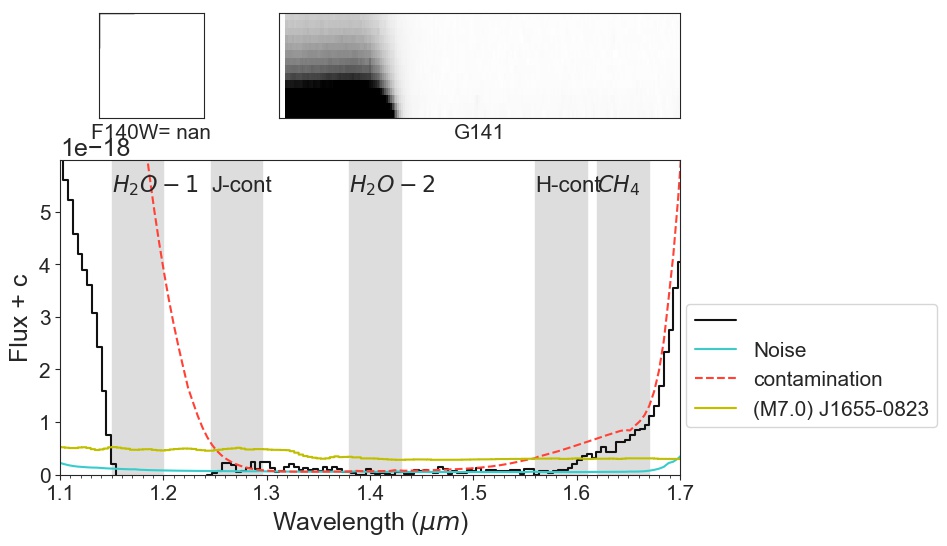 F140W= nan
G141
1e−18
H₂O − 1
J-cont
H₂O − 2
H-cont
CH₄
5
4
3
2
1
0
Flux + c
1.1
1.2
1.3
1.4
1.5
1.6
1.7
Wavelength (μm)
Noise
contamination
(M7.0) J1655-0823